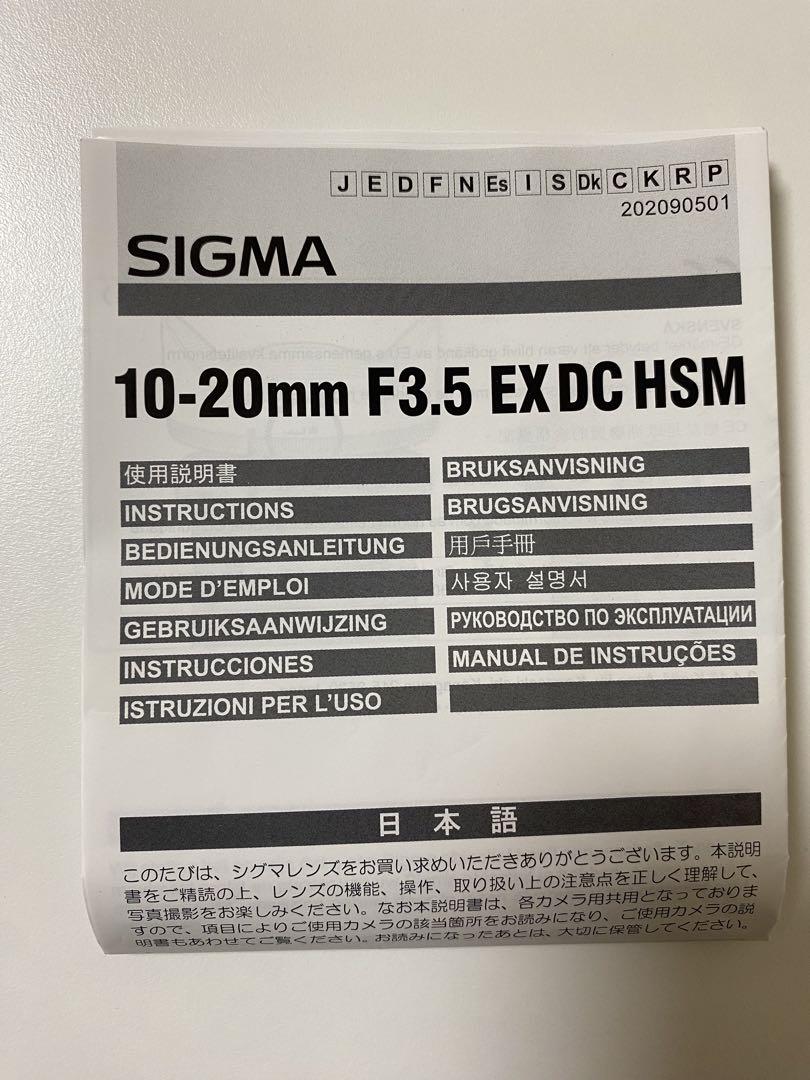 J E D F N Es I S Dk C K R P
202090501
SIGMA
10-20mm F3.5 EX DC HSM
使用説明書
INSTRUCTIONS
BEDIENUNGSANLEITUNG
MODE D'EMPLOI
GEBRUIKSAANWIJZING
INSTRUCCIONES
ISTRUZIONI PER L'USO
BRUKSANVISNING
BRUGSANVISNING
用戶手冊
사용자 설명서
РУКОВОДСТВО ПО ЭКСПЛУАТАЦИИ
MANUAL DE INSTRUÇÕES
日本語
このたびは、シグマレンズをお買い求めいただきありがとうございます。本説明
書をご精読の上、レンズの機能、操作、取り扱い上の注意点を正しく理解して、
写真撮影をお楽しみください。なお本説明書は、各カメラ用共用となっておりま
すので、項目によりご使用カメラの該当箇所をお読みになり、ご使用カメラの説
明書もあわせてご覧ください。お読みになったあとは、大切に保管してください。